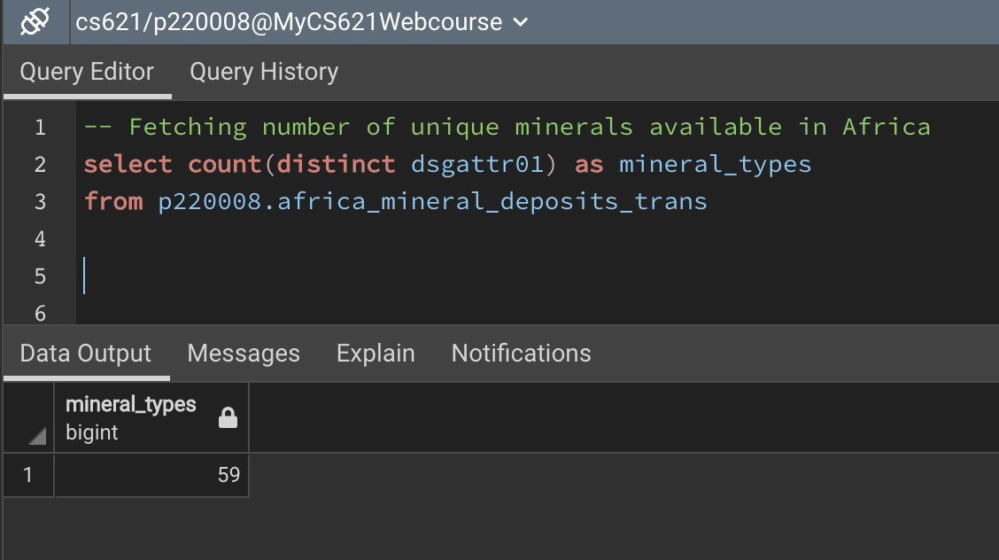 cs621/p220008@MyCS621Webcourse
Query Editor Query History
1 -- Fetching number of unique minerals available in Africa
2 select count(distinct dsgattr01) as mineral_types
3 from p220008.africa_mineral_deposits_trans
4
5
6
Data Output Messages Explain Notifications
mineral_types
bigint
1 59